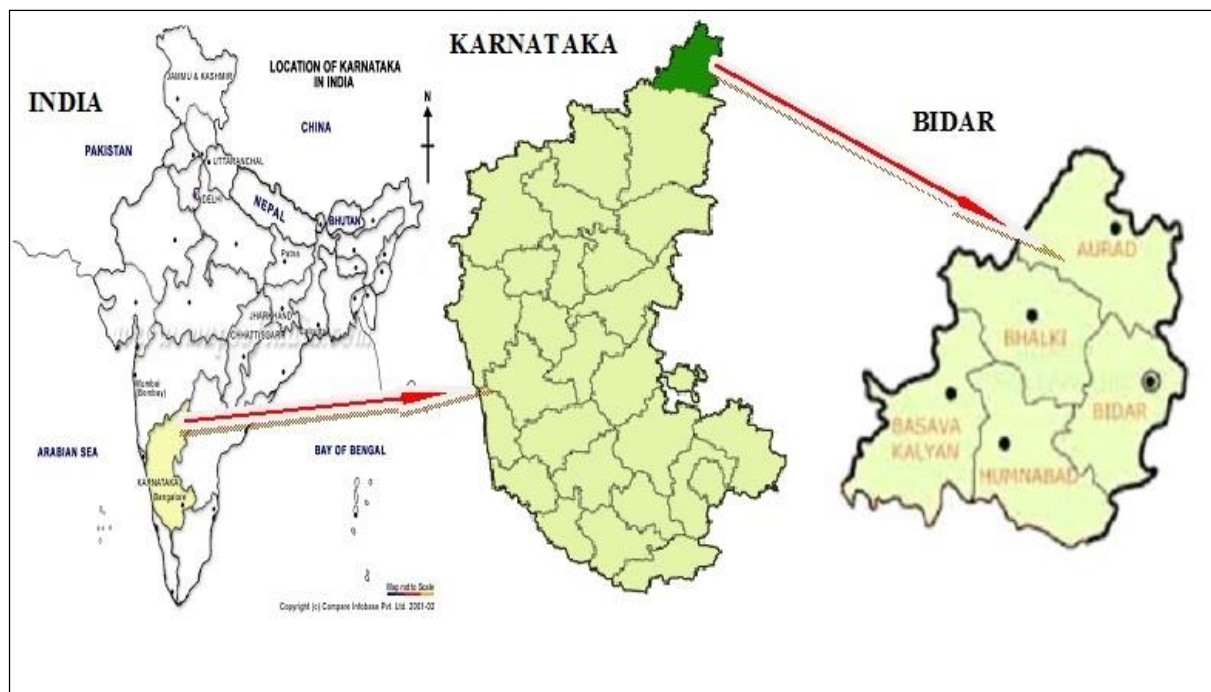 INDIA
LOCATION OF KARNATAKA
IN INDIA
N
JAMMU & KASHMIR
CHINA
PAKISTAN
UTTARANCHAL
DELHI
NEPAL
BHUTAN
Patna
JHARKHAND
CHHATTISGARH
Mumbai
(Bombay)
ARABIAN SEA
BAY OF BENGAL
KARNATAKA
Bangalore
Map not to Scale
Copyright (c) Compare Infobase Pvt. Ltd. 2001-02
KARNATAKA
BIDAR
AURAD
BHALKI
BIDAR
BASAVA
KALYAN
HUMNABAD